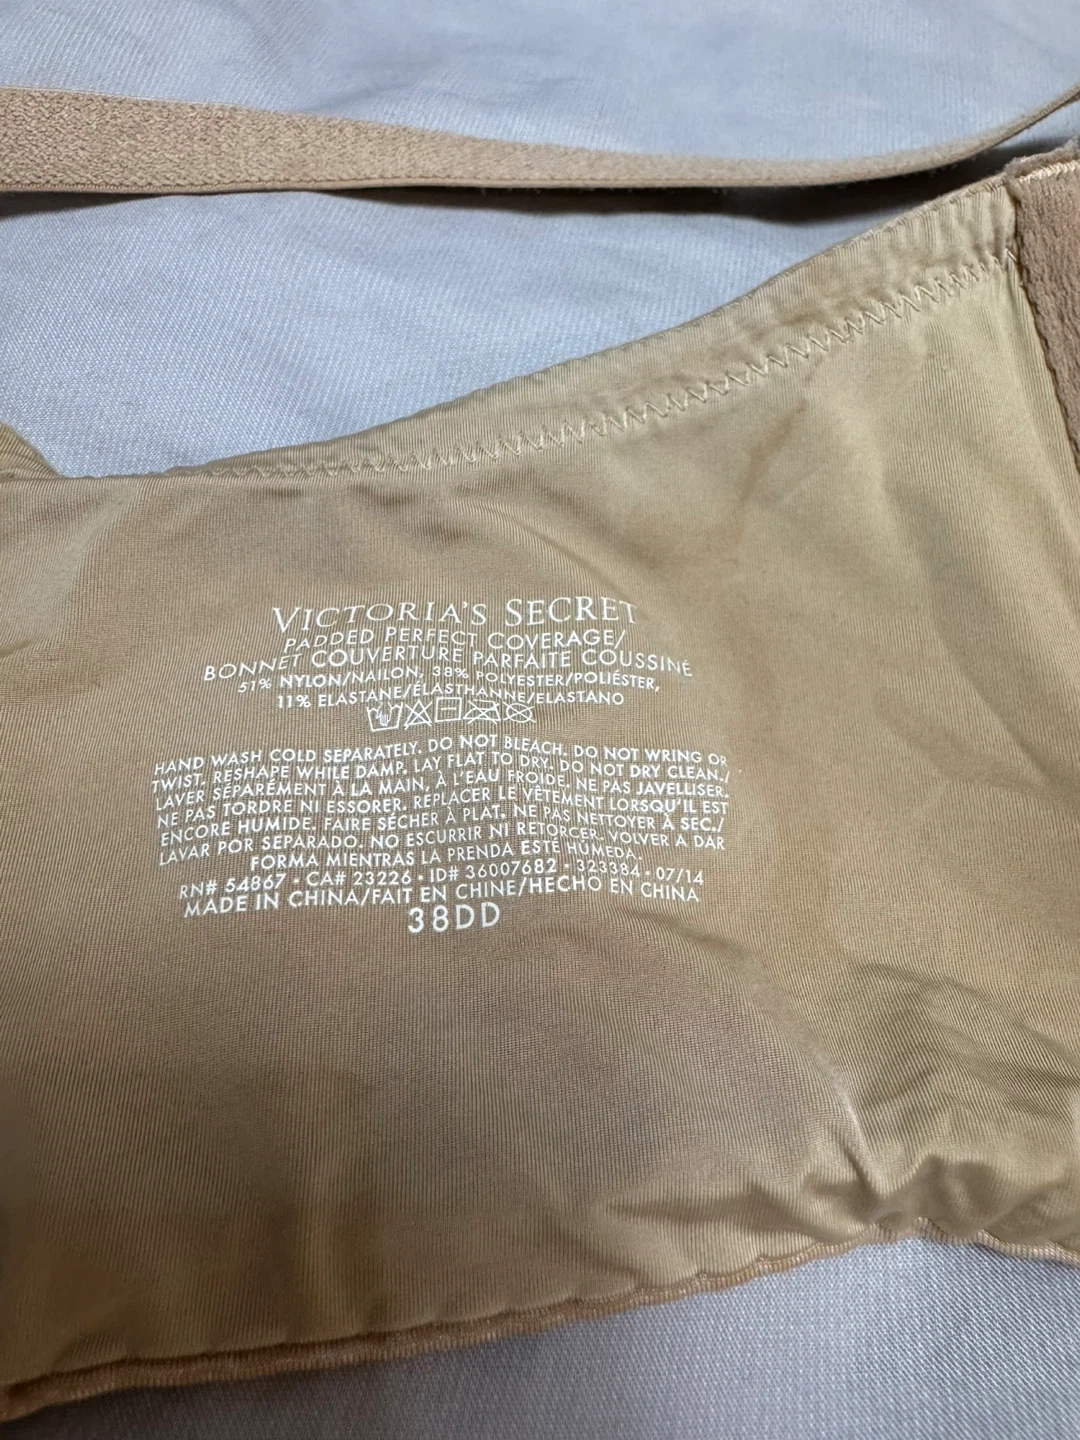 VICTORIA'S SECRET
PADDED PERFECT COVERAGE/
BONNET COUVERTURE PARFAITE COUSSINE
51% NYLON/NAILON, 38% POLYESTER/POLIÉSTER,
11% ELASTANE/ÉLASTHANNE/ELASTANO
HAND WASH COLD SEPARATELY. DO NOT BLEACH. DO NOT WRING OR
TWIST. RESHAPE WHILE DAMP. LAY FLAT TO DRY. DO NOT DRY CLEAN./
LAVER SÉPARÉMENT À LA MAIN, À L'EAU FROIDE. NE PAS JAVELLISER.
NE PAS TORDRE NI ESSORER. REPLACER LE VÊTEMENT LORSQU'IL EST
ENCORE HUMIDE. FAIRE SÉCHER À PLAT. NE PAS NETTOYER À SEC./
LAVAR POR SEPARADO. NO ESCURRIR NI RETORCER. VOLVER A DAR
FORMA MIENTRAS LA PRENDA ESTÉ HÚMEDA.
RN# 54867 • CA# 23226 • ID# 36007682 • 323384 • 07/14
MADE IN CHINA/FAIT EN CHINE/HECHO EN CHINA
38DD